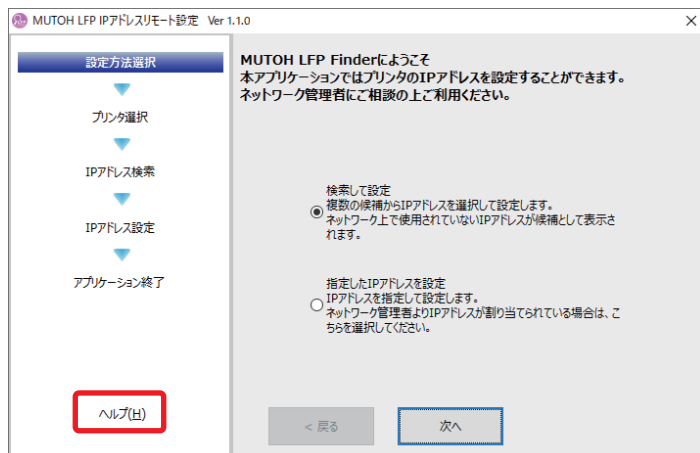 MUTOH LFP IPアドレスリモート設定 Ver 1.1.0
設定方法選択
プリンタ選択
IPアドレス検索
IPアドレス設定
アプリケーション終了
ヘルプ(H)
MUTOH LFP Finderにようこそ
本アプリケーションではプリンタのIPアドレスを設定することができます。
ネットワーク管理者にご相談の上ご利用ください。
検索して設定
複数の候補からIPアドレスを選択して設定します。
ネットワーク上で使用されていないIPアドレスが候補として表示さ
れます。
指定したIPアドレスを設定
IPアドレスを指定して設定します。
ネットワーク管理者よりIPアドレスが割り当てられている場合は、こ
ちらを選択してください。
< 戻る
次へ